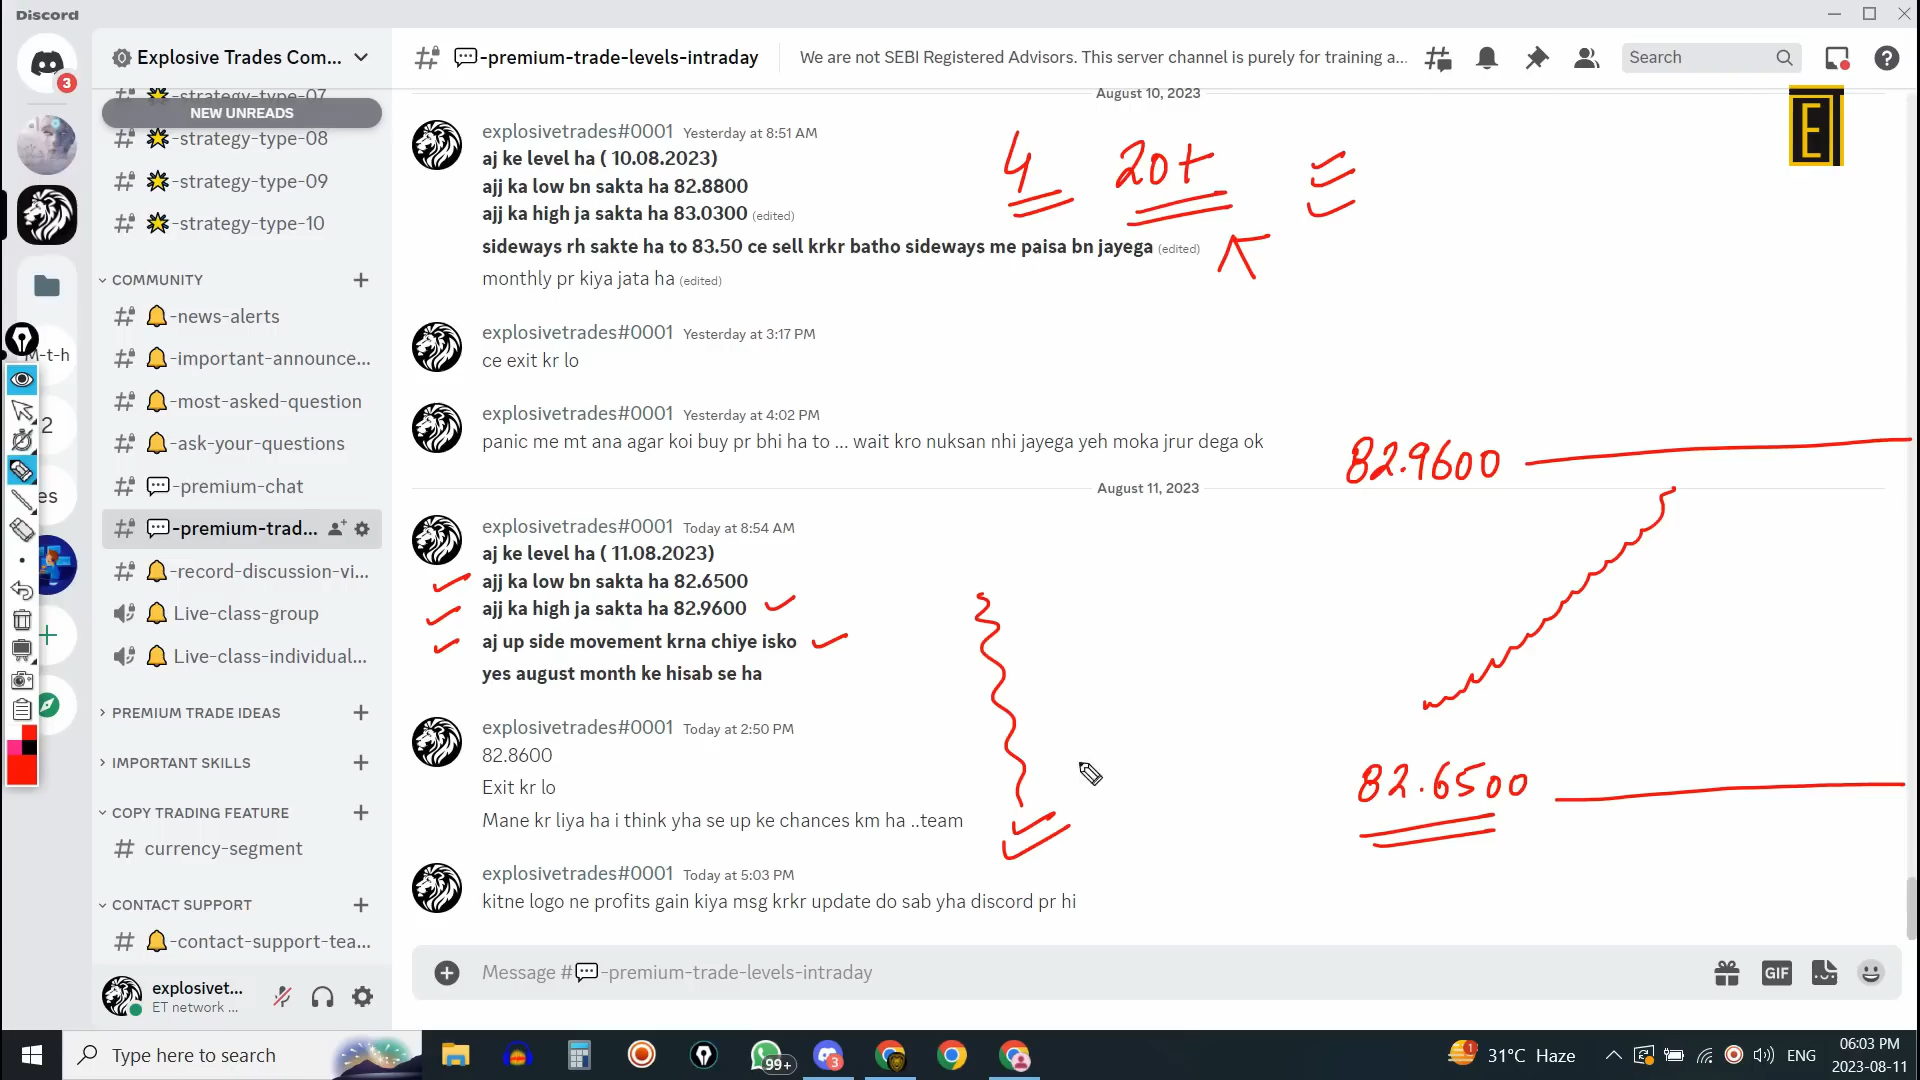 Discord
3
Explosive Trades Com...
-strategy-type-07
NEW UNREADS
-strategy-type-08
-strategy-type-09
-strategy-type-10
COMMUNITY
-news-alerts
-important-announce...
-most-asked-question
-ask-your-questions
-premium-chat
-premium-trad...
-record-discussion-vi...
Live-class-group
Live-class-individual...
PREMIUM TRADE IDEAS
IMPORTANT SKILLS
COPY TRADING FEATURE
currency-segment
CONTACT SUPPORT
-contact-support-tea...
explosivet...
ET network ...
M-t-h
2
es
-premium-trade-levels-intraday
We are not SEBI Registered Advisors. This server channel is purely for training a...
Search
E
August 10, 2023
explosivetrades#0001 Yesterday at 8:51 AM
aj ke level ha ( 10.08.2023)
ajj ka low bn sakta ha 82.8800
ajj ka high ja sakta ha 83.0300 (edited)
sideways rh sakte ha to 83.50 ce sell krkr batho sideways me paisa bn jayega (edited)
monthly pr kiya jata ha (edited)
4 20+
explosivetrades#0001 Yesterday at 3:17 PM
ce exit kr lo
explosivetrades#0001 Yesterday at 4:02 PM
panic me mt ana agar koi buy pr bhi ha to ... wait kro nuksan nhi jayega yeh moka jrur dega ok
82.9600
August 11, 2023
explosivetrades#0001 Today at 8:54 AM
aj ke level ha ( 11.08.2023)
ajj ka low bn sakta ha 82.6500
ajj ka high ja sakta ha 82.9600
aj up side movement krna chiye isko
yes august month ke hisab se ha
explosivetrades#0001 Today at 2:50 PM
82.8600
Exit kr lo
Mane kr liya ha i think yha se up ke chances km ha ..team
82.6500
explosivetrades#0001 Today at 5:03 PM
kitne logo ne profits gain kiya msg krkr update do sab yha discord pr hi
Message #-premium-trade-levels-intraday
GIF
Type here to search
99+
3
1
31°C Haze
ENG
06:03 PM
2023-08-11